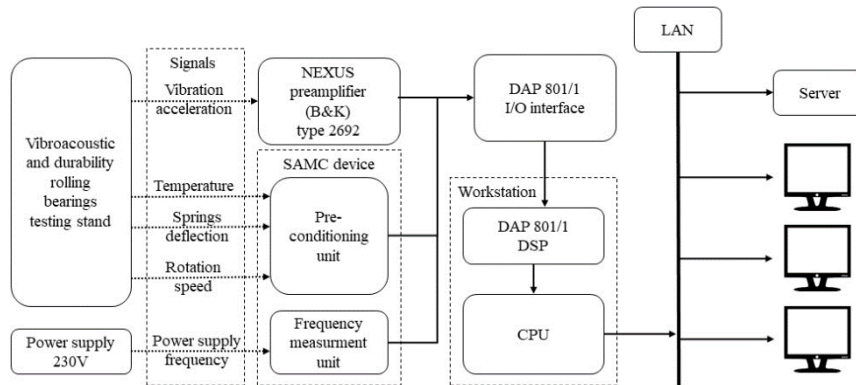 Vibroacoustic
and durability
rolling
bearings
testing stand
Power supply
230V
Signals
Vibration
acceleration
Temperature
Springs
deflection
Rotation
speed
Power supply
frequency
NEXUS
preamplifier
(B&K)
type 2692
SAMC device
Pre-
conditioning
unit
Frequency
measurment
unit
DAP 801/1
I/O interface
Workstation
DAP 801/1
DSP
CPU
LAN
Server